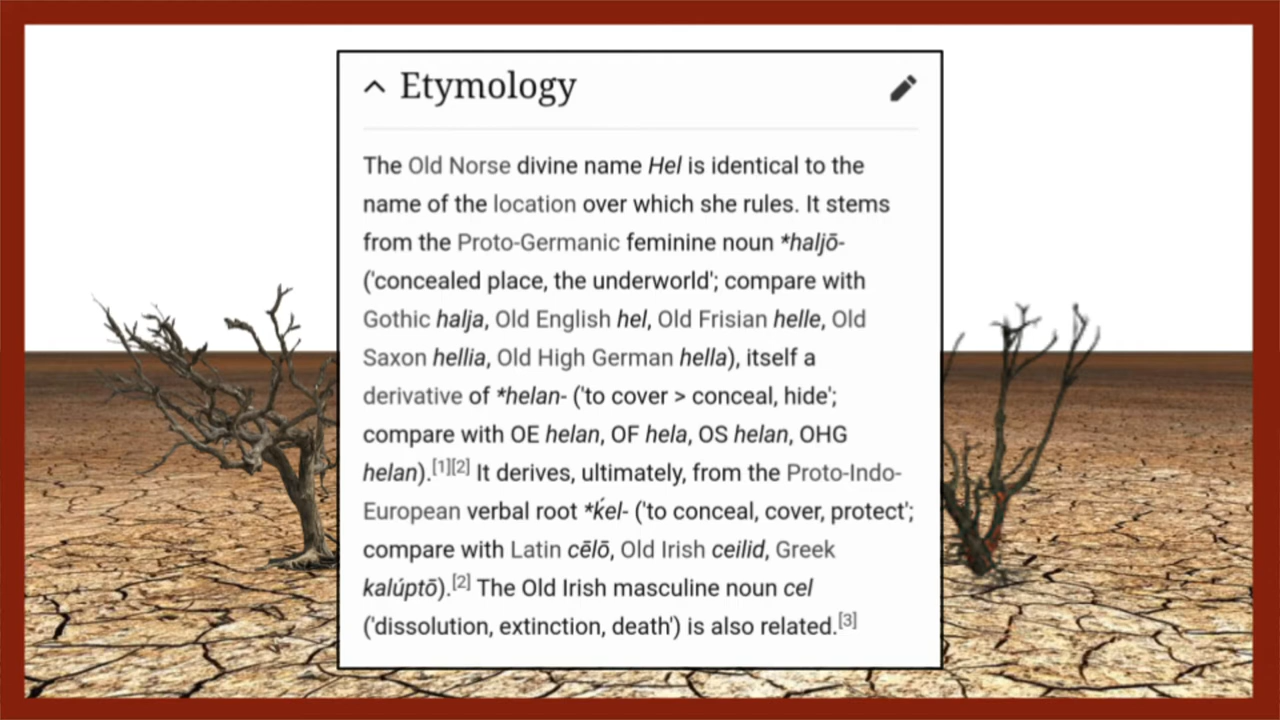 Etymology
The Old Norse divine name Hel is identical to the
name of the location over which she rules. It stems
from the Proto-Germanic feminine noun *haljō-
('concealed place, the underworld'; compare with
Gothic halja, Old English hel, Old Frisian helle, Old
Saxon hellia, Old High German hella), itself a
derivative of *helan- ('to cover > conceal, hide';
compare with OE helan, OF hela, OS helan, OHG
helan).[1][2] It derives, ultimately, from the Proto-Indo-
European verbal root *ḱel- ('to conceal, cover, protect';
compare with Latin cēlō, Old Irish ceilid, Greek
kalúptō).[2] The Old Irish masculine noun cel
('dissolution, extinction, death') is also related.[3]